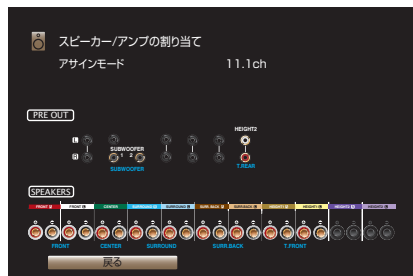 スピーカー/アンプの割り当て
アサインモード 11.1ch
PRE OUT
HEIGHT2
L
SUBWOOFER
R 1 2
SUBWOOFER T.REAR
SPEAKERS
FRONT R FRONT L CENTER SURROUND R SURROUND L SURR. BACK R SURR. BACK L HEIGHT1 R HEIGHT1 L HEIGHT2 R HEIGHT2 L
FRONT CENTER SURROUND SURR.BACK T.FRONT
戻る